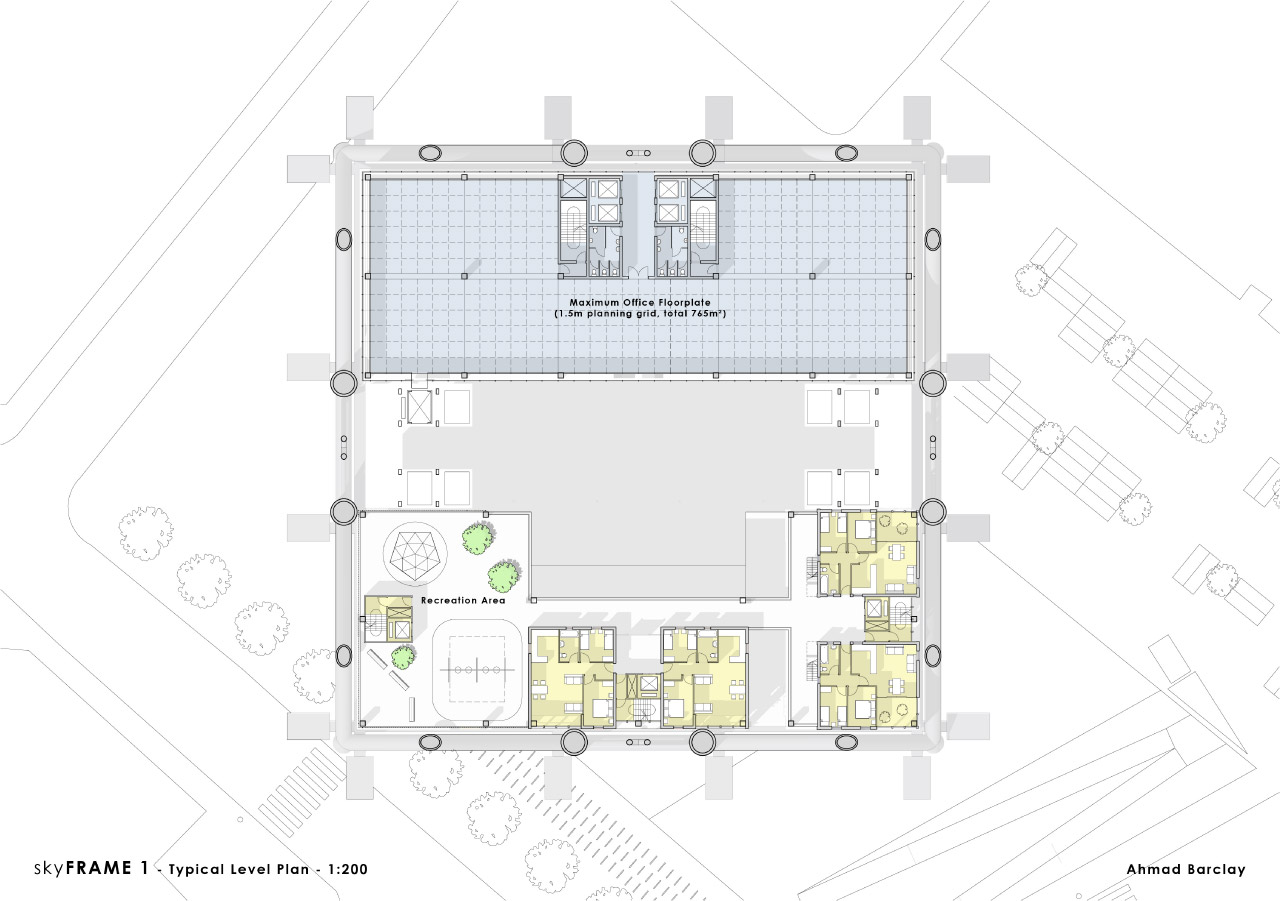 Maximum Office Floorplate
(1.5m planning grid, total 765m²)
Recreation Area
skyFRAME 1 - Typical Level Plan - 1:200
Ahmad Barclay